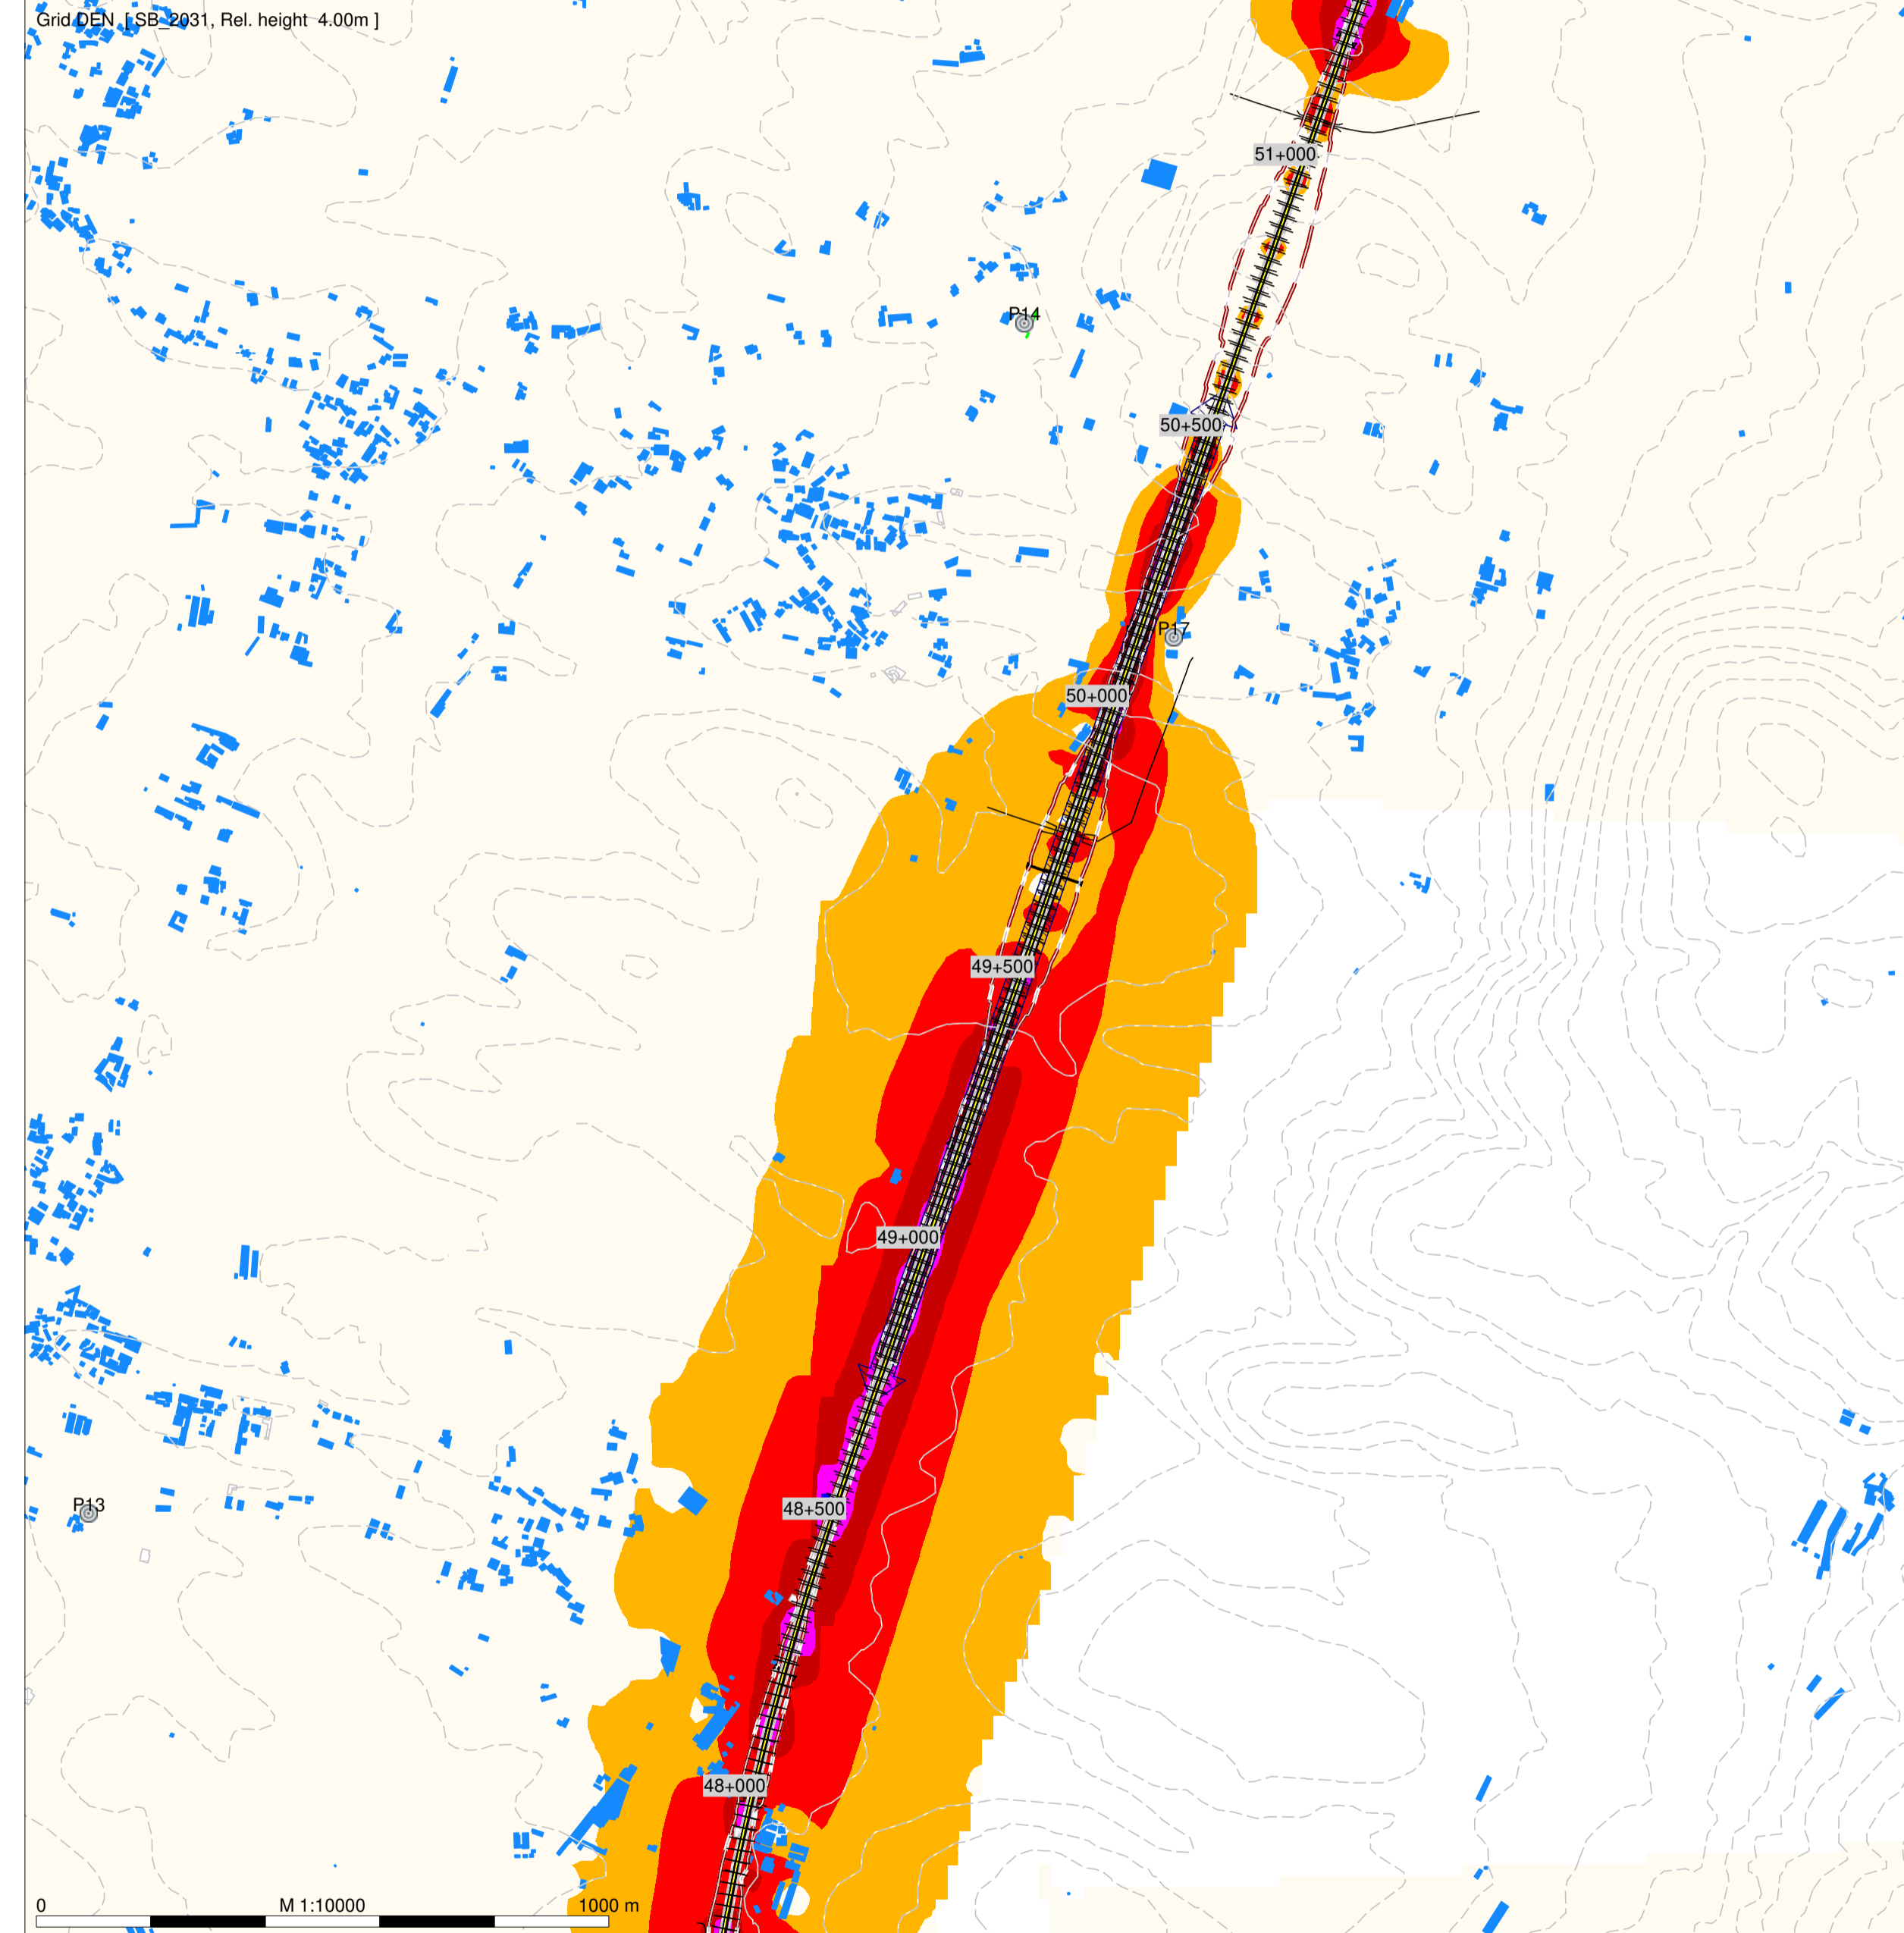 Grid DEN [ SB_2031, Rel. height 4.00m ]
51+000
P14
50+500
P17
50+000
49+500
49+000
48+500
P13
48+000
0 M 1:10000 1000 m